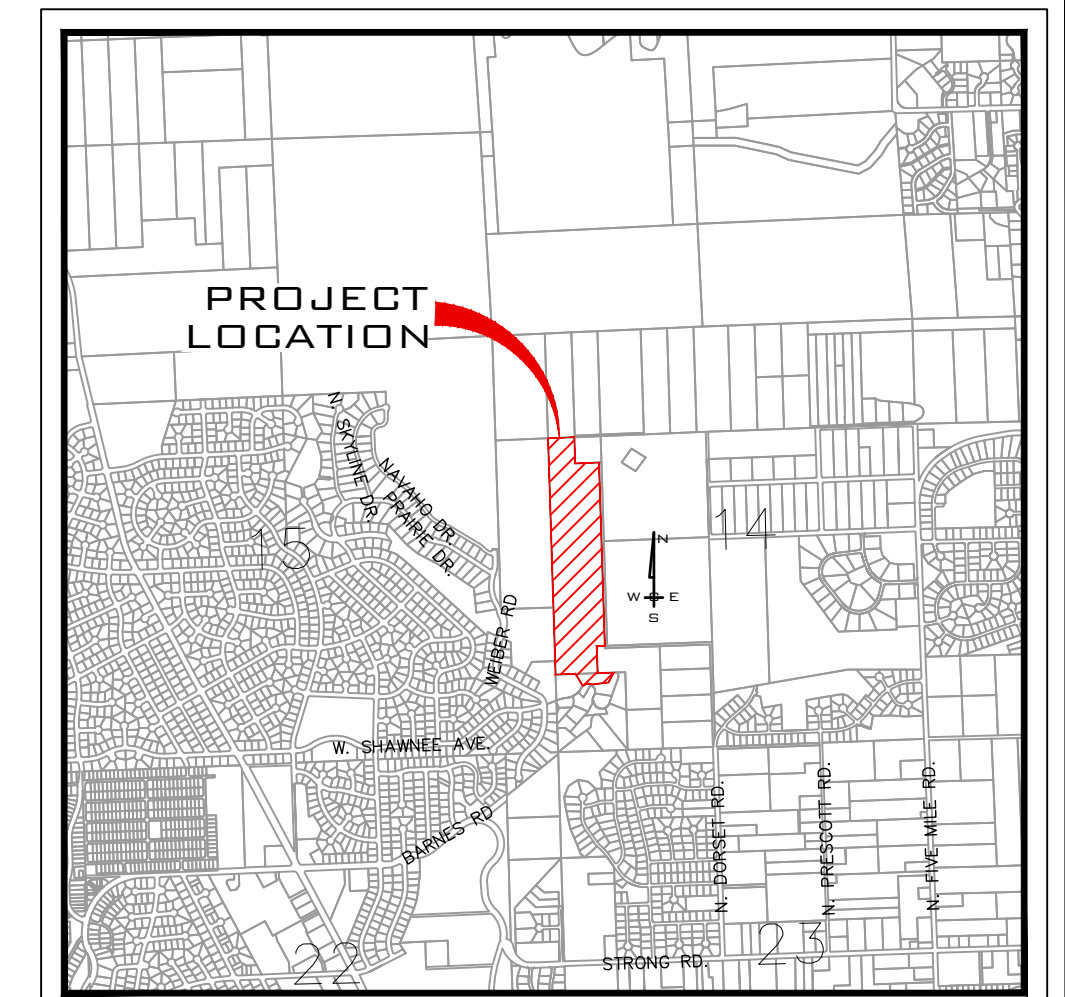 PROJECT
LOCATION
N. SKYLINE DR.
NAVAHO DR.
PRAIRIE DR.
15
14
N
W E
S
WEIBER RD
W. SHAWNEE AVE.
BARNES RD
N. DORSET RD.
N. PRESCOTT RD.
N. FIVE MILE RD.
22
23
STRONG RD.